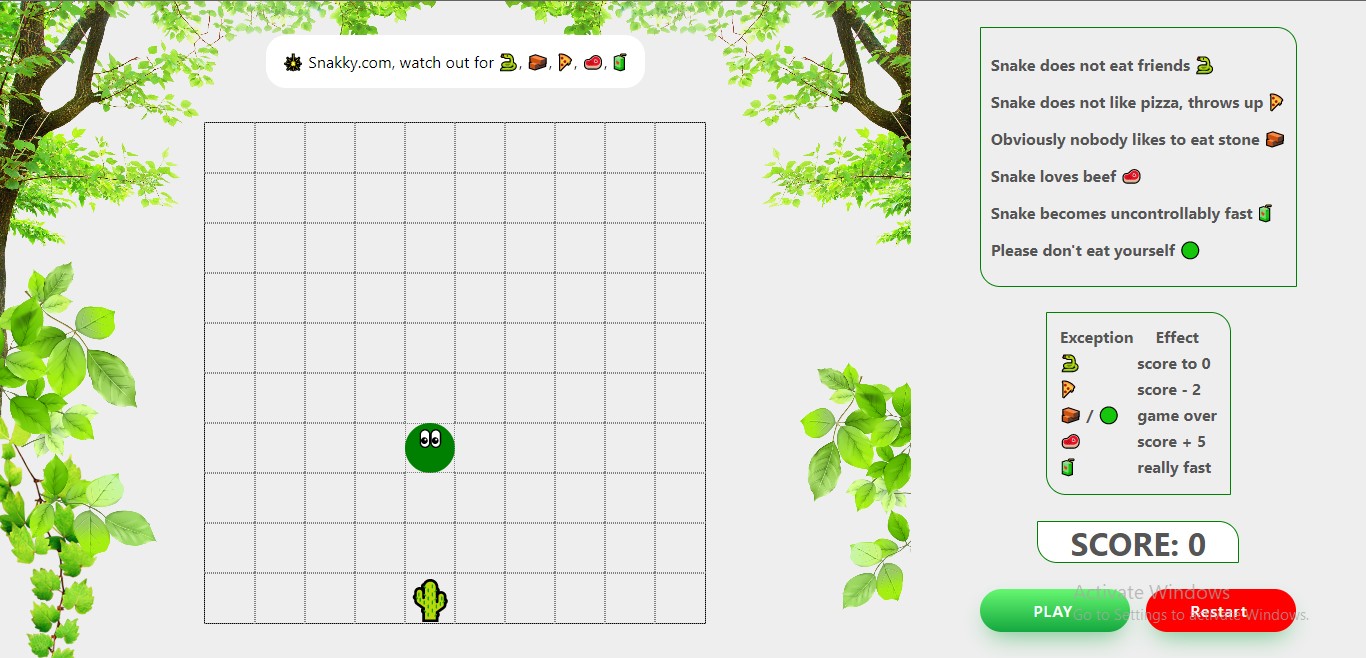 Snakky.com, watch out for 🐍, 🧱, 🍕, 🥩, 🧃
Snake does not eat friends 🐍
Snake does not like pizza, throws up 🍕
Obviously nobody likes to eat stone 🧱
Snake loves beef 🥩
Snake becomes uncontrollably fast 🧃
Please don't eat yourself 🟢
Exception Effect
🐍 score to 0
🍕 score - 2
🧱 / 🟢 game over
🥩 score + 5
🧃 really fast
SCORE: 0
PLAY Restart
Activate Windows
Go to Settings to activate Windows.